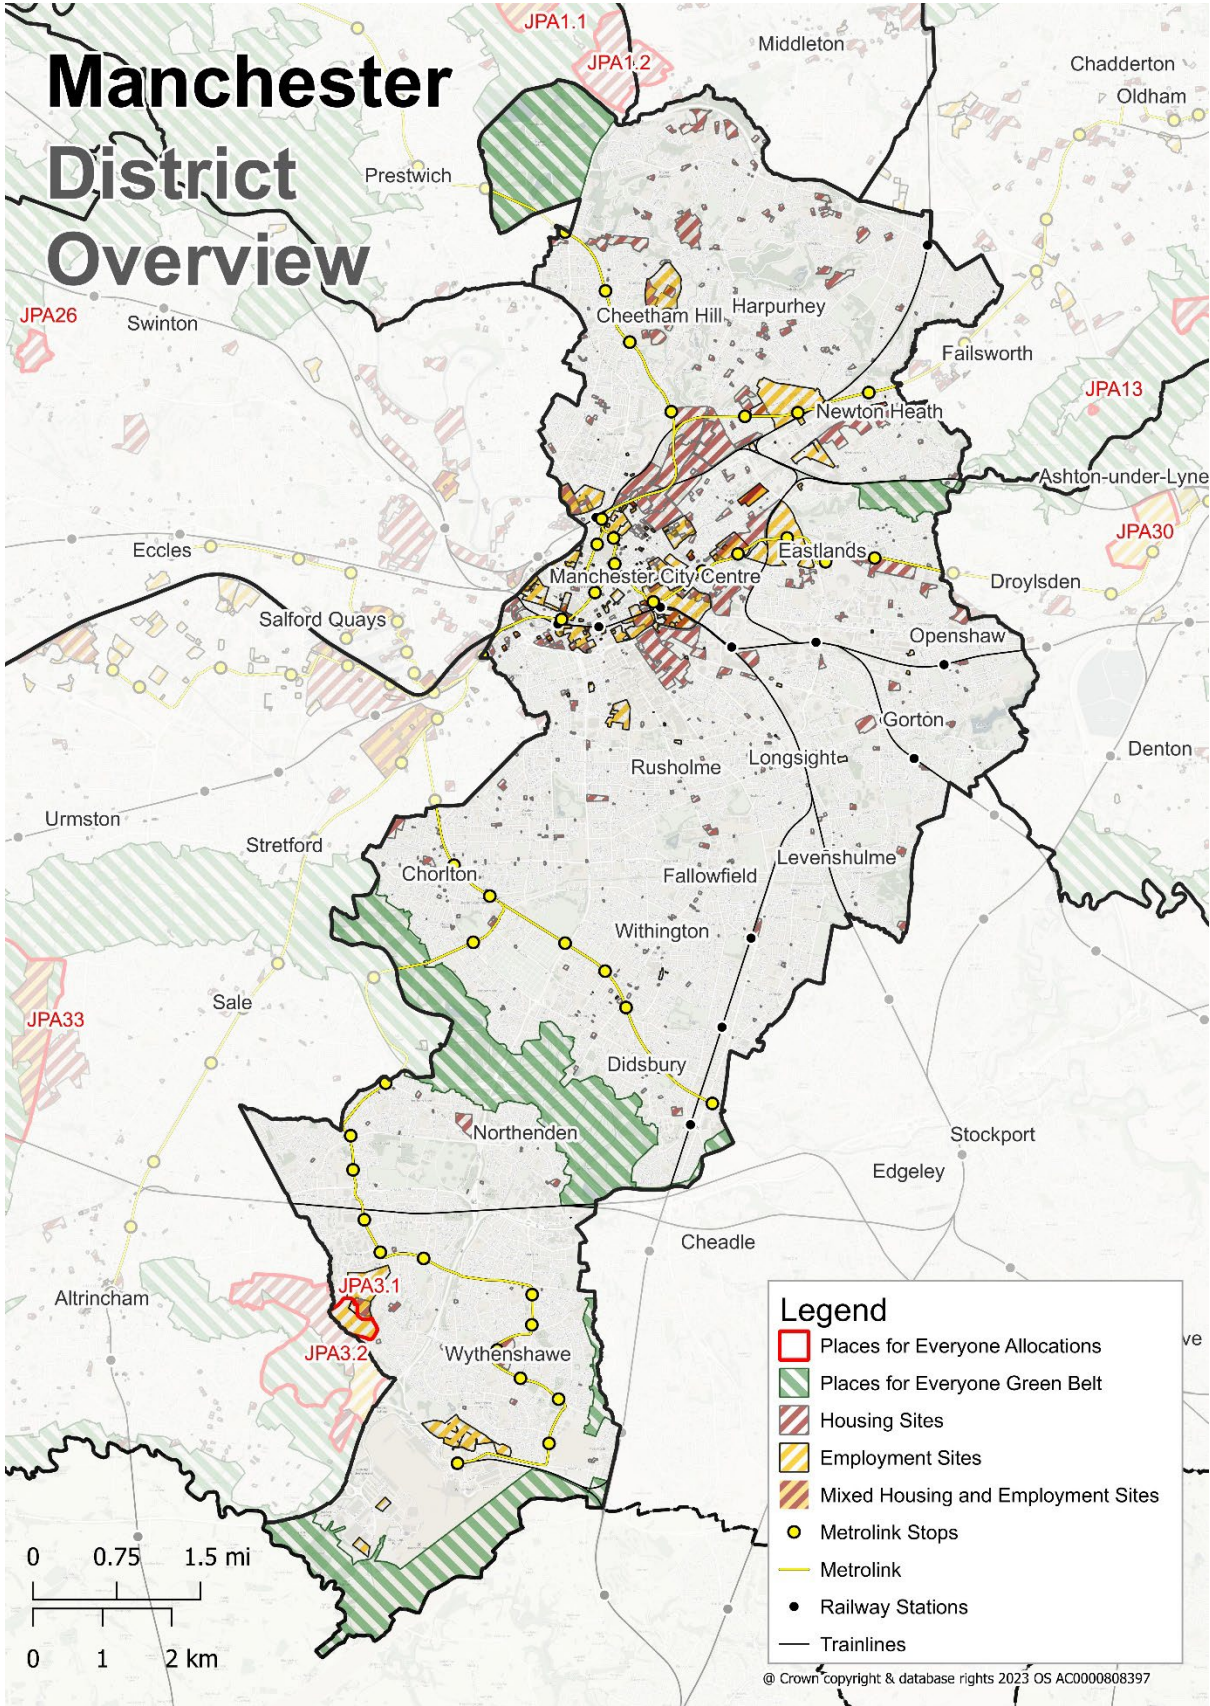 Manchester
District
Overview
JPA1.1
JPA1.2
Middleton
Chadderton
Oldham
Prestwich
JPA26
Swinton
Cheetham Hill
Harpurhey
Failsworth
JPA13
Newton Heath
Ashton-under-Lyne
JPA30
Eccles
Eastlands
Manchester City Centre
Droylsden
Salford Quays
Openshaw
Gorton
Denton
Rusholme
Longsight
Urmston
Stretford
Levenshulme
Chorlton
Fallowfield
Withington
Sale
JPA33
Didsbury
Northenden
Stockport
Edgeley
Cheadle
Altrincham
JPA3.1
JPA3.2
Wythenshawe
ve
Legend
Places for Everyone Allocations
Places for Everyone Green Belt
Housing Sites
Employment Sites
Mixed Housing and Employment Sites
Metrolink Stops
Metrolink
Railway Stations
Trainlines
0 0.75 1.5 mi
0 1 2 km
@ Crown copyright & database rights 2023 OS AC0000808397